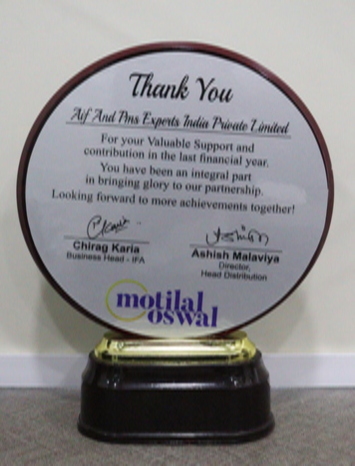 Thank You
Aif And Pms Experts India Private Limited
For your Valuable Support and
contribution in the last financial year.
You have been an integral part
in bringing glory to our partnership.
Looking forward to more achievements together!
Chirag Karia
Business Head - IFA
Ashish Malaviya
Director,
Head Distribution
motilal
oswal